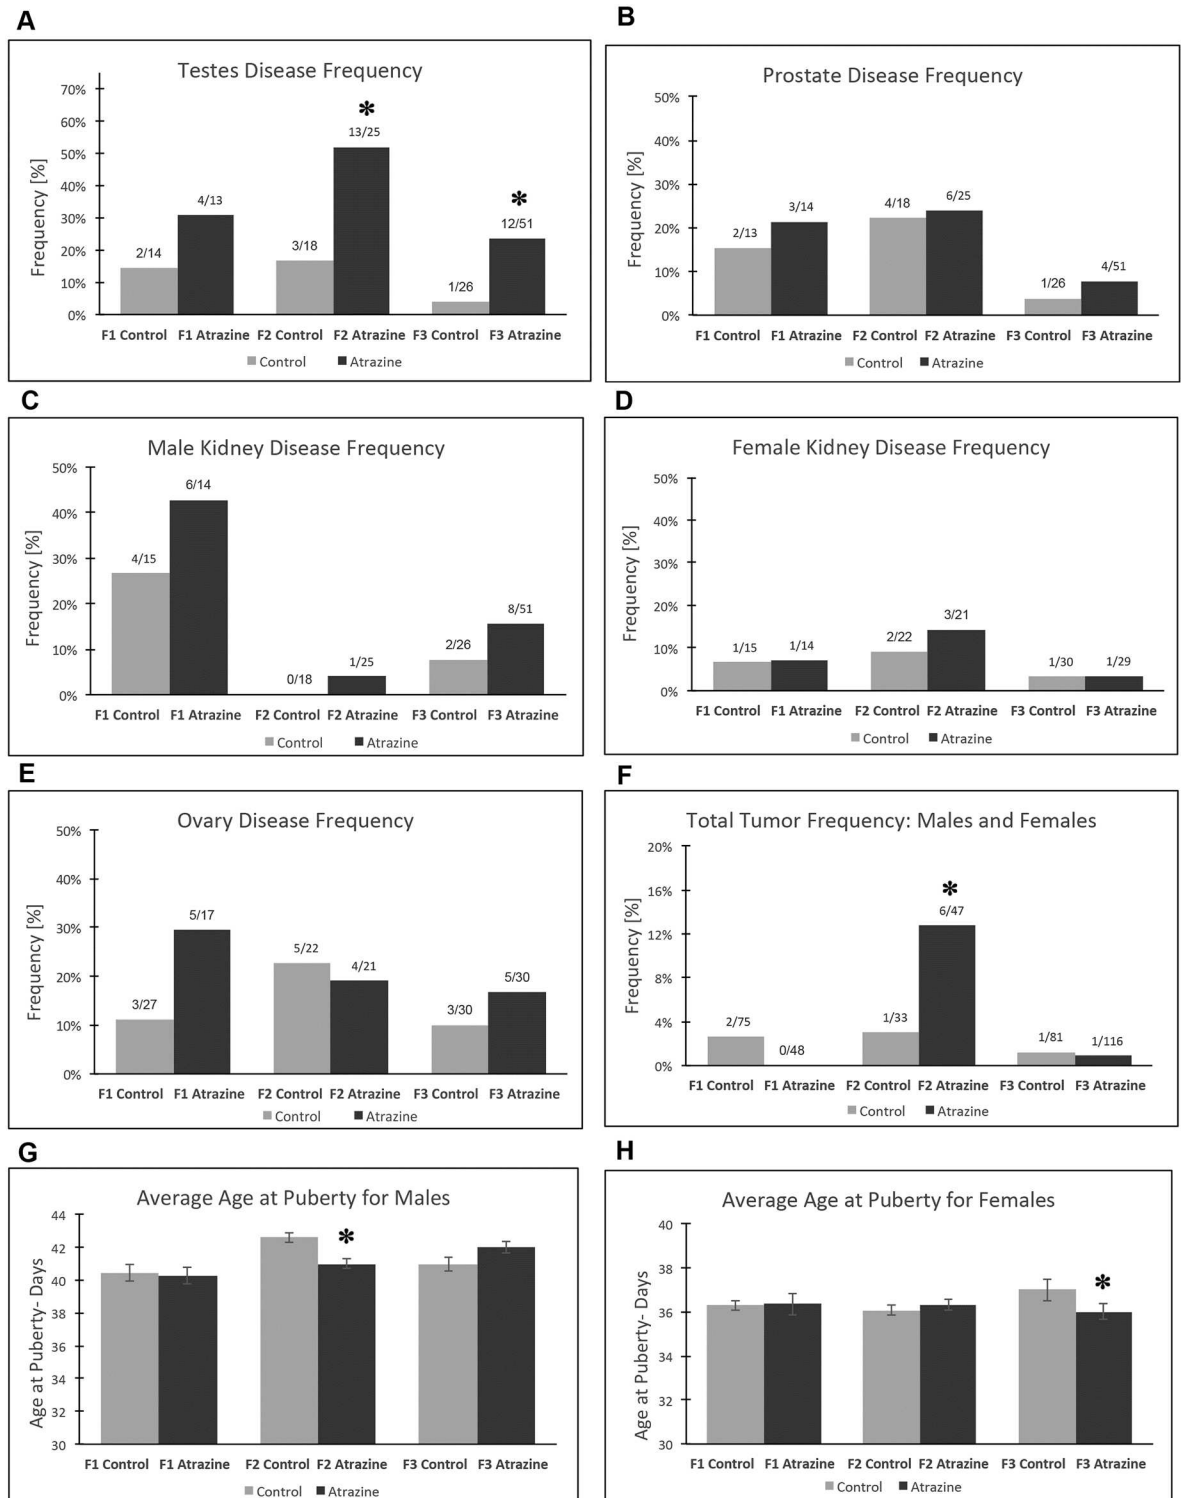 A
Testes Disease Frequency
Frequency [%]
70%
60%
50%
40%
30%
20%
10%
0%
2/14
4/13
3/18
*
13/25
1/26
*
12/51
F1 Control F1 Atrazine F2 Control F2 Atrazine F3 Control F3 Atrazine
Control Atrazine
B
Prostate Disease Frequency
Frequency [%]
50%
40%
30%
20%
10%
0%
2/13
3/14
4/18
6/25
1/26
4/51
F1 Control F1 Atrazine F2 Control F2 Atrazine F3 Control F3 Atrazine
Control Atrazine
C
Male Kidney Disease Frequency
Frequency [%]
50%
40%
30%
20%
10%
0%
4/15
6/14
0/18
1/25
2/26
8/51
F1 Control F1 Atrazine F2 Control F2 Atrazine F3 Control F3 Atrazine
Control Atrazine
D
Female Kidney Disease Frequency
Frequency [%]
50%
40%
30%
20%
10%
0%
1/15
1/14
2/22
3/21
1/30
1/29
F1 Control F1 Atrazine F2 Control F2 Atrazine F3 Control F3 Atrazine
Control Atrazine
E
Ovary Disease Frequency
Frequency [%]
50%
40%
30%
20%
10%
0%
3/27
5/17
5/22
4/21
3/30
5/30
F1 Control F1 Atrazine F2 Control F2 Atrazine F3 Control F3 Atrazine
Control Atrazine
F
Total Tumor Frequency: Males and Females
Frequency [%]
20%
16%
12%
8%
4%
0%
2/75
0/48
1/33
*
6/47
1/81
1/116
F1 Control F1 Atrazine F2 Control F2 Atrazine F3 Control F3 Atrazine
Control Atrazine
G
Average Age at Puberty for Males
Age at Puberty- Days
44
42
40
38
36
34
32
30
*
F1 Control F1 Atrazine F2 Control F2 Atrazine F3 Control F3 Atrazine
Control Atrazine
H
Average Age at Puberty for Females
Age at Puberty- Days
40
38
36
34
32
30
*
F1 Control F1 Atrazine F2 Control F2 Atrazine F3 Control F3 Atrazine
Control Atrazine